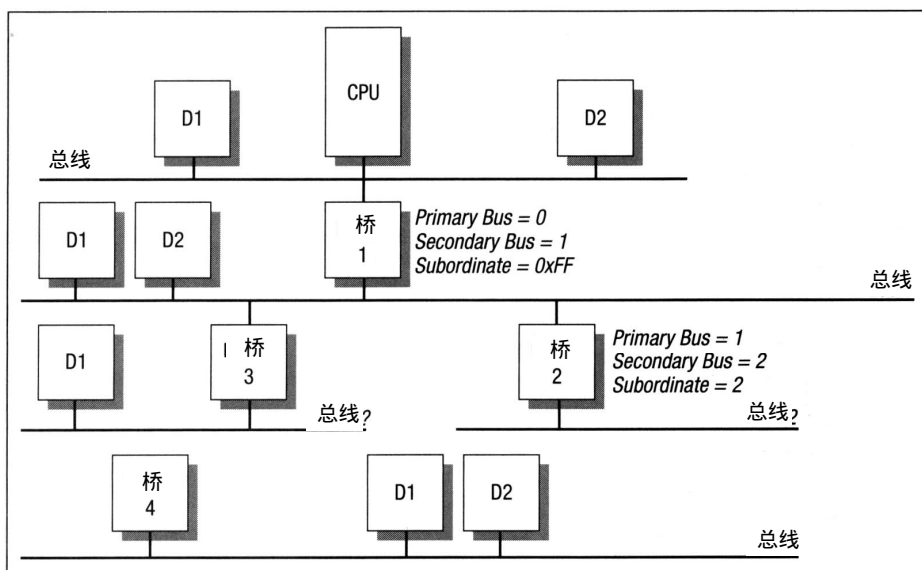 CPU
D1
D2
总线
桥
1
Primary Bus = 0
Secondary Bus = 1
Subordinate = 0xFF
D1
D2
总线
D1
桥
3
桥
2
Primary Bus = 1
Secondary Bus = 2
Subordinate = 2
总线?
总线?
桥
4
D1
D2
总线